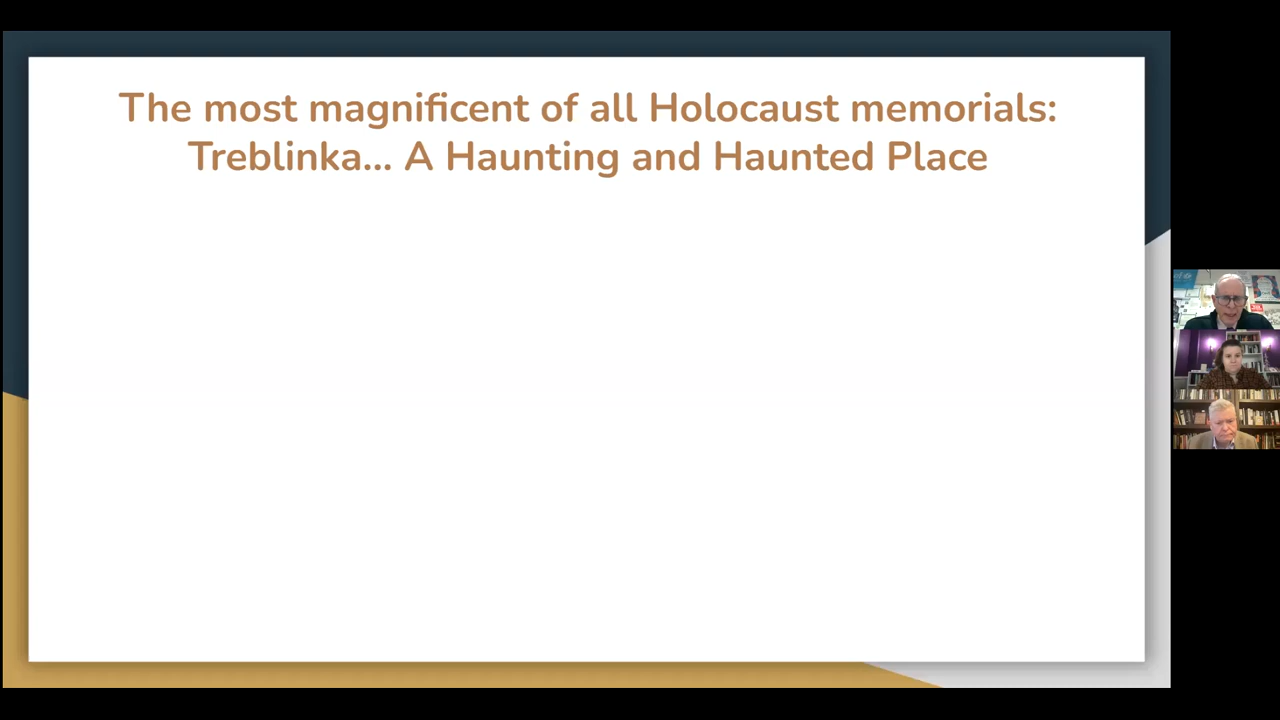 The most magnificent of all Holocaust memorials:
Treblinka... A Haunting and Haunted Place